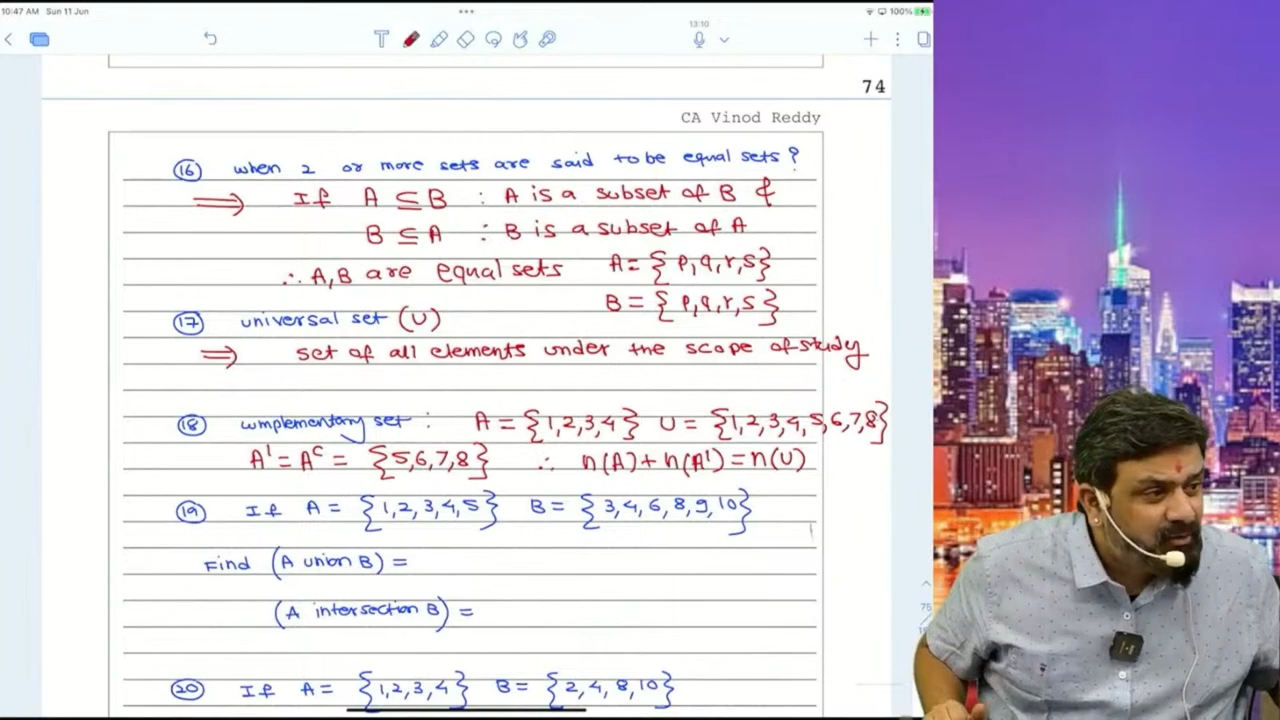 10:47 AM Sun 11 Jun
100%
13:10
T
74
CA Vinod Reddy
16 when 2 or more sets are said to be equal sets ?
⟹ If A ⊆ B : A is a subset of B &
B ⊆ A : B is a subset of A
∴ A,B are equal sets A = {p,q,r,s}
B = {p,q,r,s}
17 universal set (U)
⟹ set of all elements under the scope of study
18 complementary set : A = {1,2,3,4} U = {1,2,3,4,5,6,7,8}
A' = Aᶜ = {5,6,7,8} ∴ n(A) + n(A') = n(U)
19 If A = {1,2,3,4,5} B = {3,4,6,8,9,10}
Find (A union B) =
(A intersection B) =
75
20 If A = {1,2,3,4} B = {2,4,8,10}